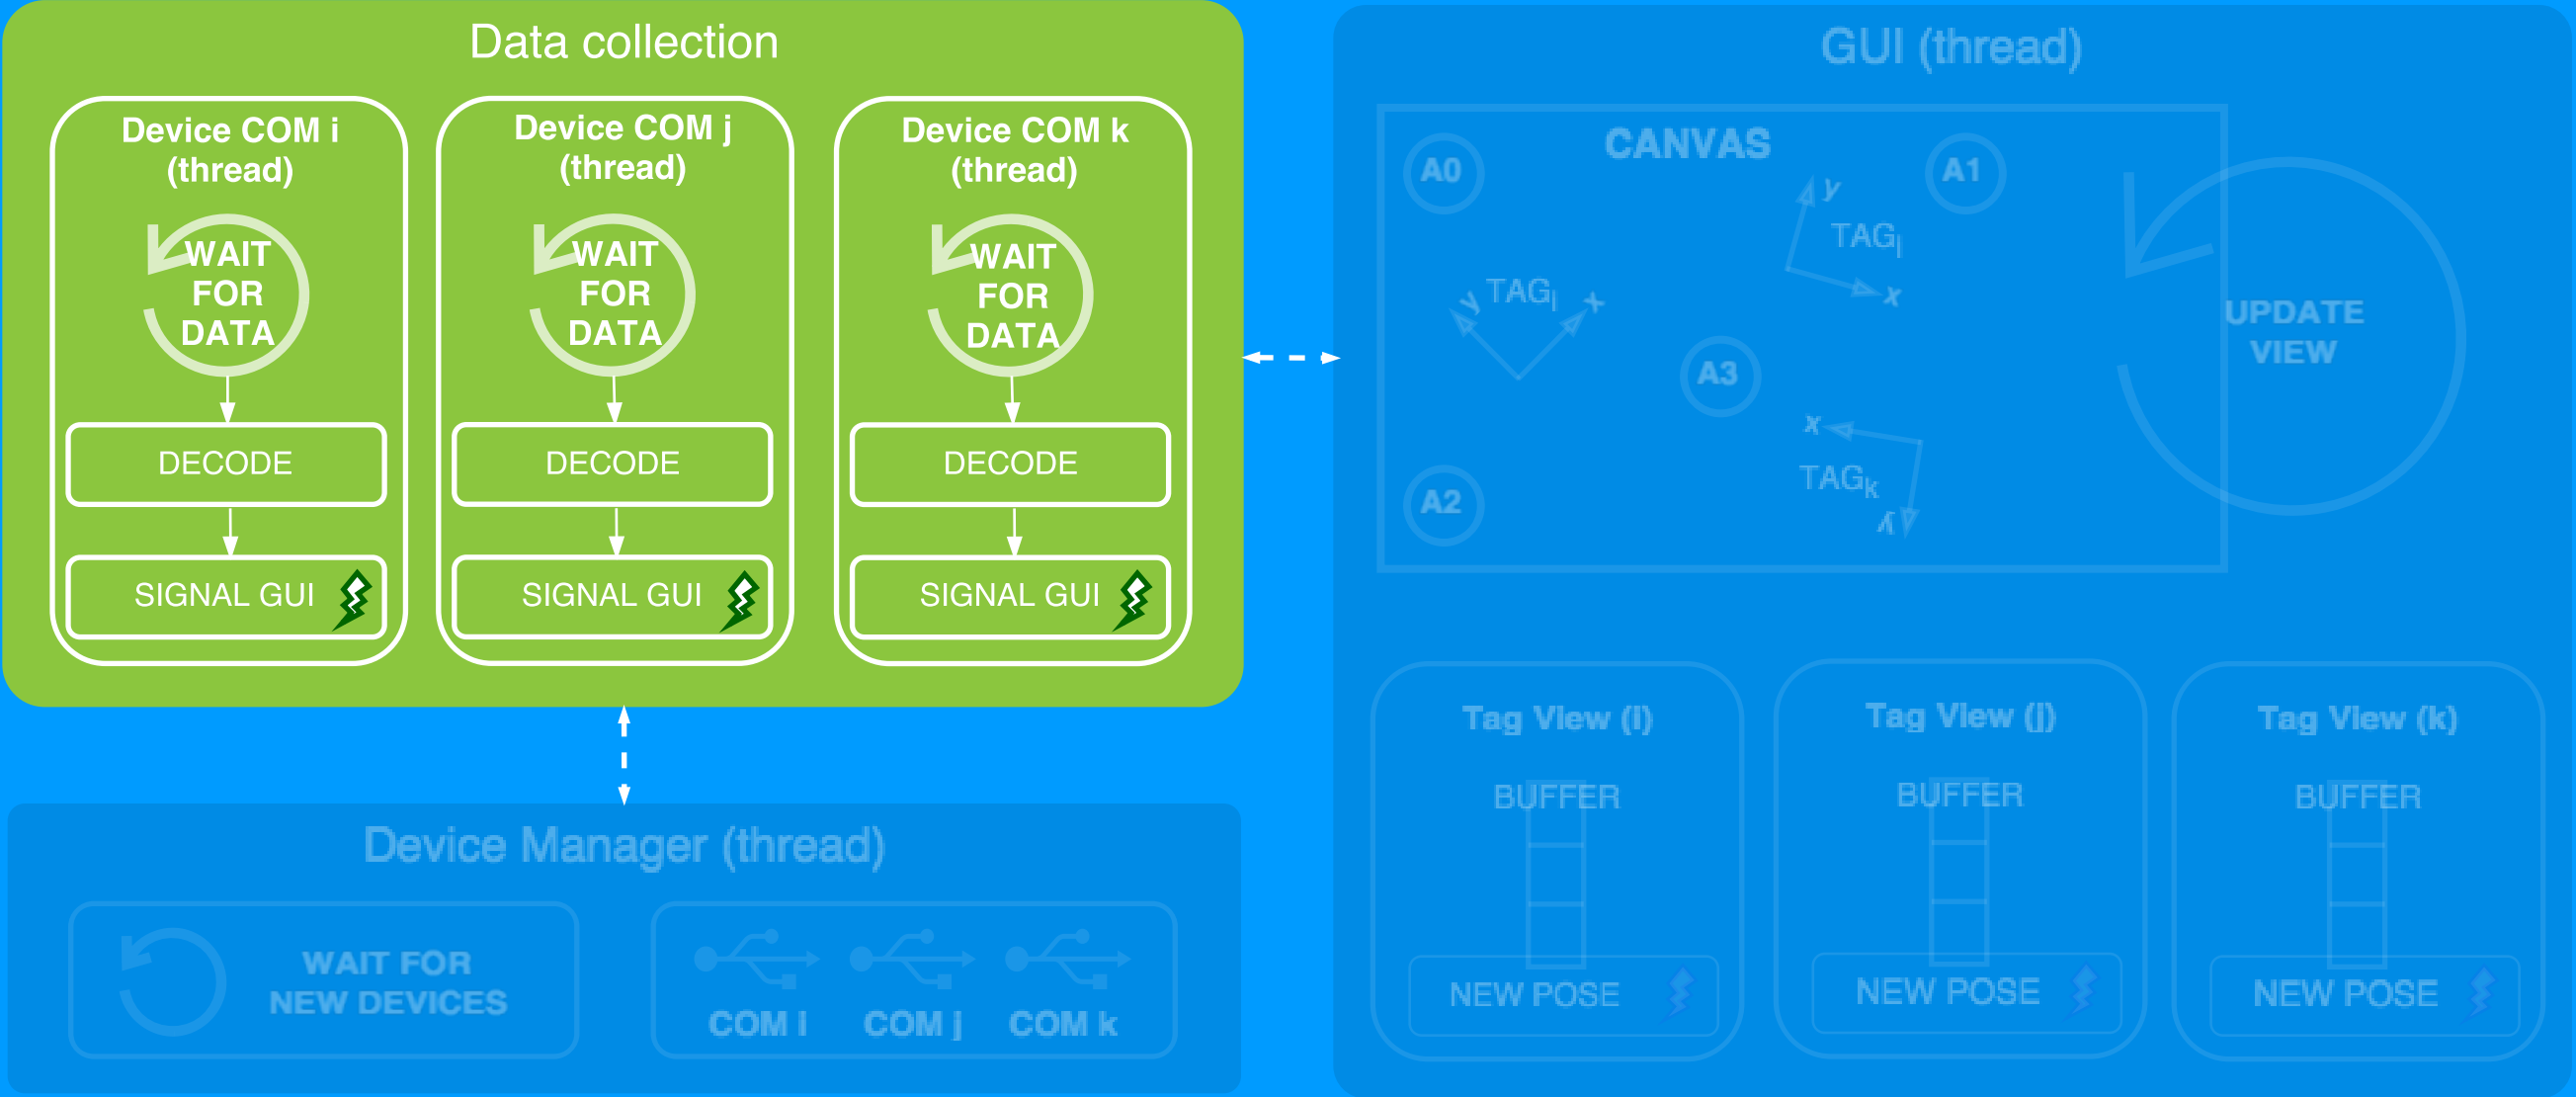 Data collection
Device COM i
(thread)
WAIT
FOR
DATA
DECODE
SIGNAL GUI
Device COM j
(thread)
WAIT
FOR
DATA
DECODE
SIGNAL GUI
Device COM k
(thread)
WAIT
FOR
DATA
DECODE
SIGNAL GUI
GUI (thread)
CANVAS
A0
A1
y
TAGj
x
y
TAGi
x
A3
x
TAGk
y
A2
UPDATE
VIEW
Tag View (i)
BUFFER
NEW POSE
Tag View (j)
BUFFER
NEW POSE
Tag View (k)
BUFFER
NEW POSE
Device Manager (thread)
WAIT FOR
NEW DEVICES
COM i
COM j
COM k